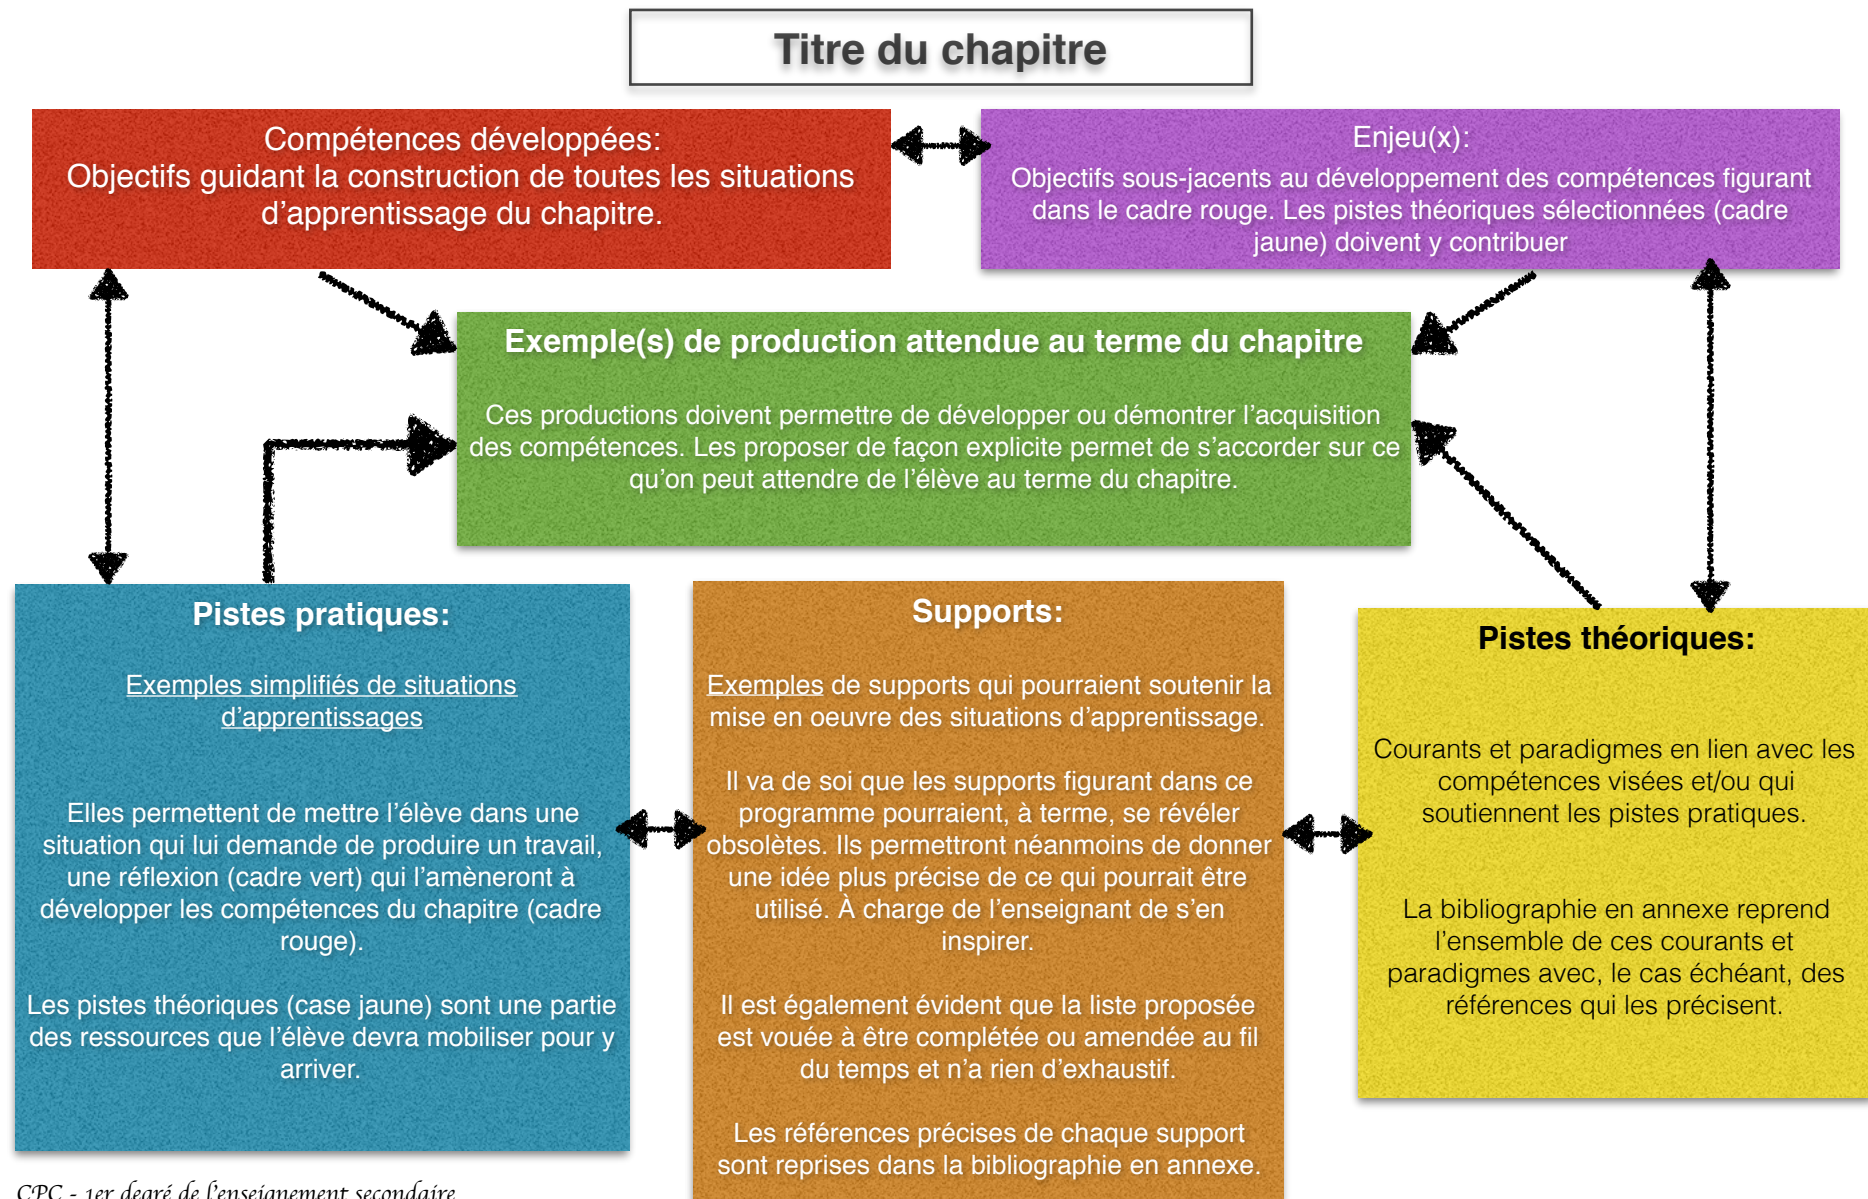 Titre du chapitre
Compétences développées:
Objectifs guidant la construction de toutes les situations
d’apprentissage du chapitre.
Enjeu(x):
Objectifs sous-jacents au développement des compétences figurant
dans le cadre rouge. Les pistes théoriques sélectionnées (cadre
jaune) doivent y contribuer
Exemple(s) de production attendue au terme du chapitre
Ces productions doivent permettre de développer ou démontrer l’acquisition
des compétences. Les proposer de façon explicite permet de s’accorder sur ce
qu’on peut attendre de l’élève au terme du chapitre.
Pistes pratiques:
Exemples simplifiés de situations
d’apprentissages
Elles permettent de mettre l’élève dans une
situation qui lui demande de produire un travail,
une réflexion (cadre vert) qui l’amèneront à
développer les compétences du chapitre (cadre
rouge).
Les pistes théoriques (case jaune) sont une partie
des ressources que l’élève devra mobiliser pour y
arriver.
Supports:
Exemples de supports qui pourraient soutenir la
mise en oeuvre des situations d’apprentissage.
Il va de soi que les supports figurant dans ce
programme pourraient, à terme, se révéler
obsolètes. Ils permettront néanmoins de donner
une idée plus précise de ce qui pourrait être
utilisé. À charge de l’enseignant de s’en
inspirer.
Il est également évident que la liste proposée
est vouée à être complétée ou amendée au fil
du temps et n’a rien d’exhaustif.
Les références précises de chaque support
sont reprises dans la bibliographie en annexe.
Pistes théoriques:
Courants et paradigmes en lien avec les
compétences visées et/ou qui
soutiennent les pistes pratiques.
La bibliographie en annexe reprend
l’ensemble de ces courants et
paradigmes avec, le cas échéant, des
références qui les précisent.
CPC - 1er degré de l’enseignement secondaire